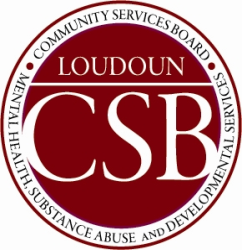 • COMMUNITY SERVICES BOARD •
LOUDOUN
CSB
MENTAL HEALTH, SUBSTANCE ABUSE AND DEVELOPMENTAL SERVICES